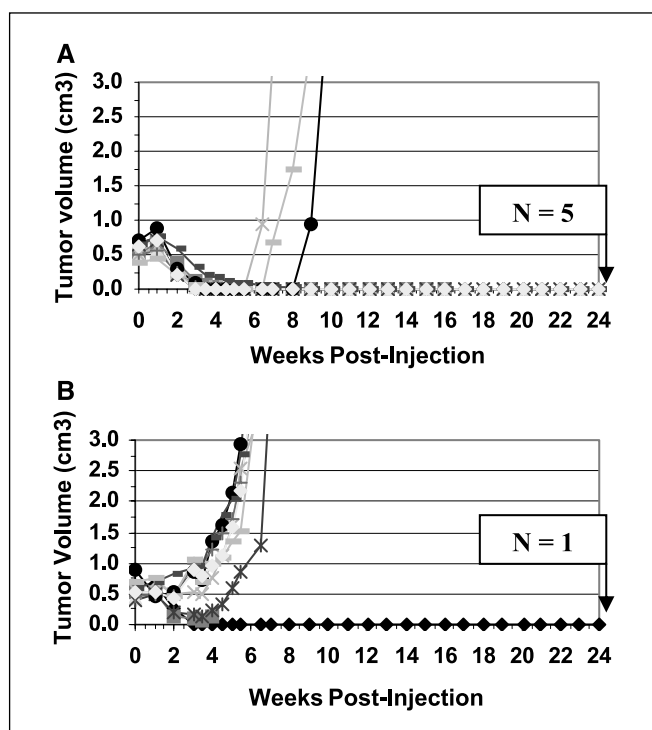 A
Tumor volume (cm3)
3.0
2.5
2.0
1.5
1.0
0.5
0.0
N = 5
0 2 4 6 8 10 12 14 16 18 20 22 24
Weeks Post-Injection
B
Tumor Volume (cm3)
3.0
2.5
2.0
1.5
1.0
0.5
0.0
N = 1
0 2 4 6 8 10 12 14 16 18 20 22 24
Weeks Post-Injection